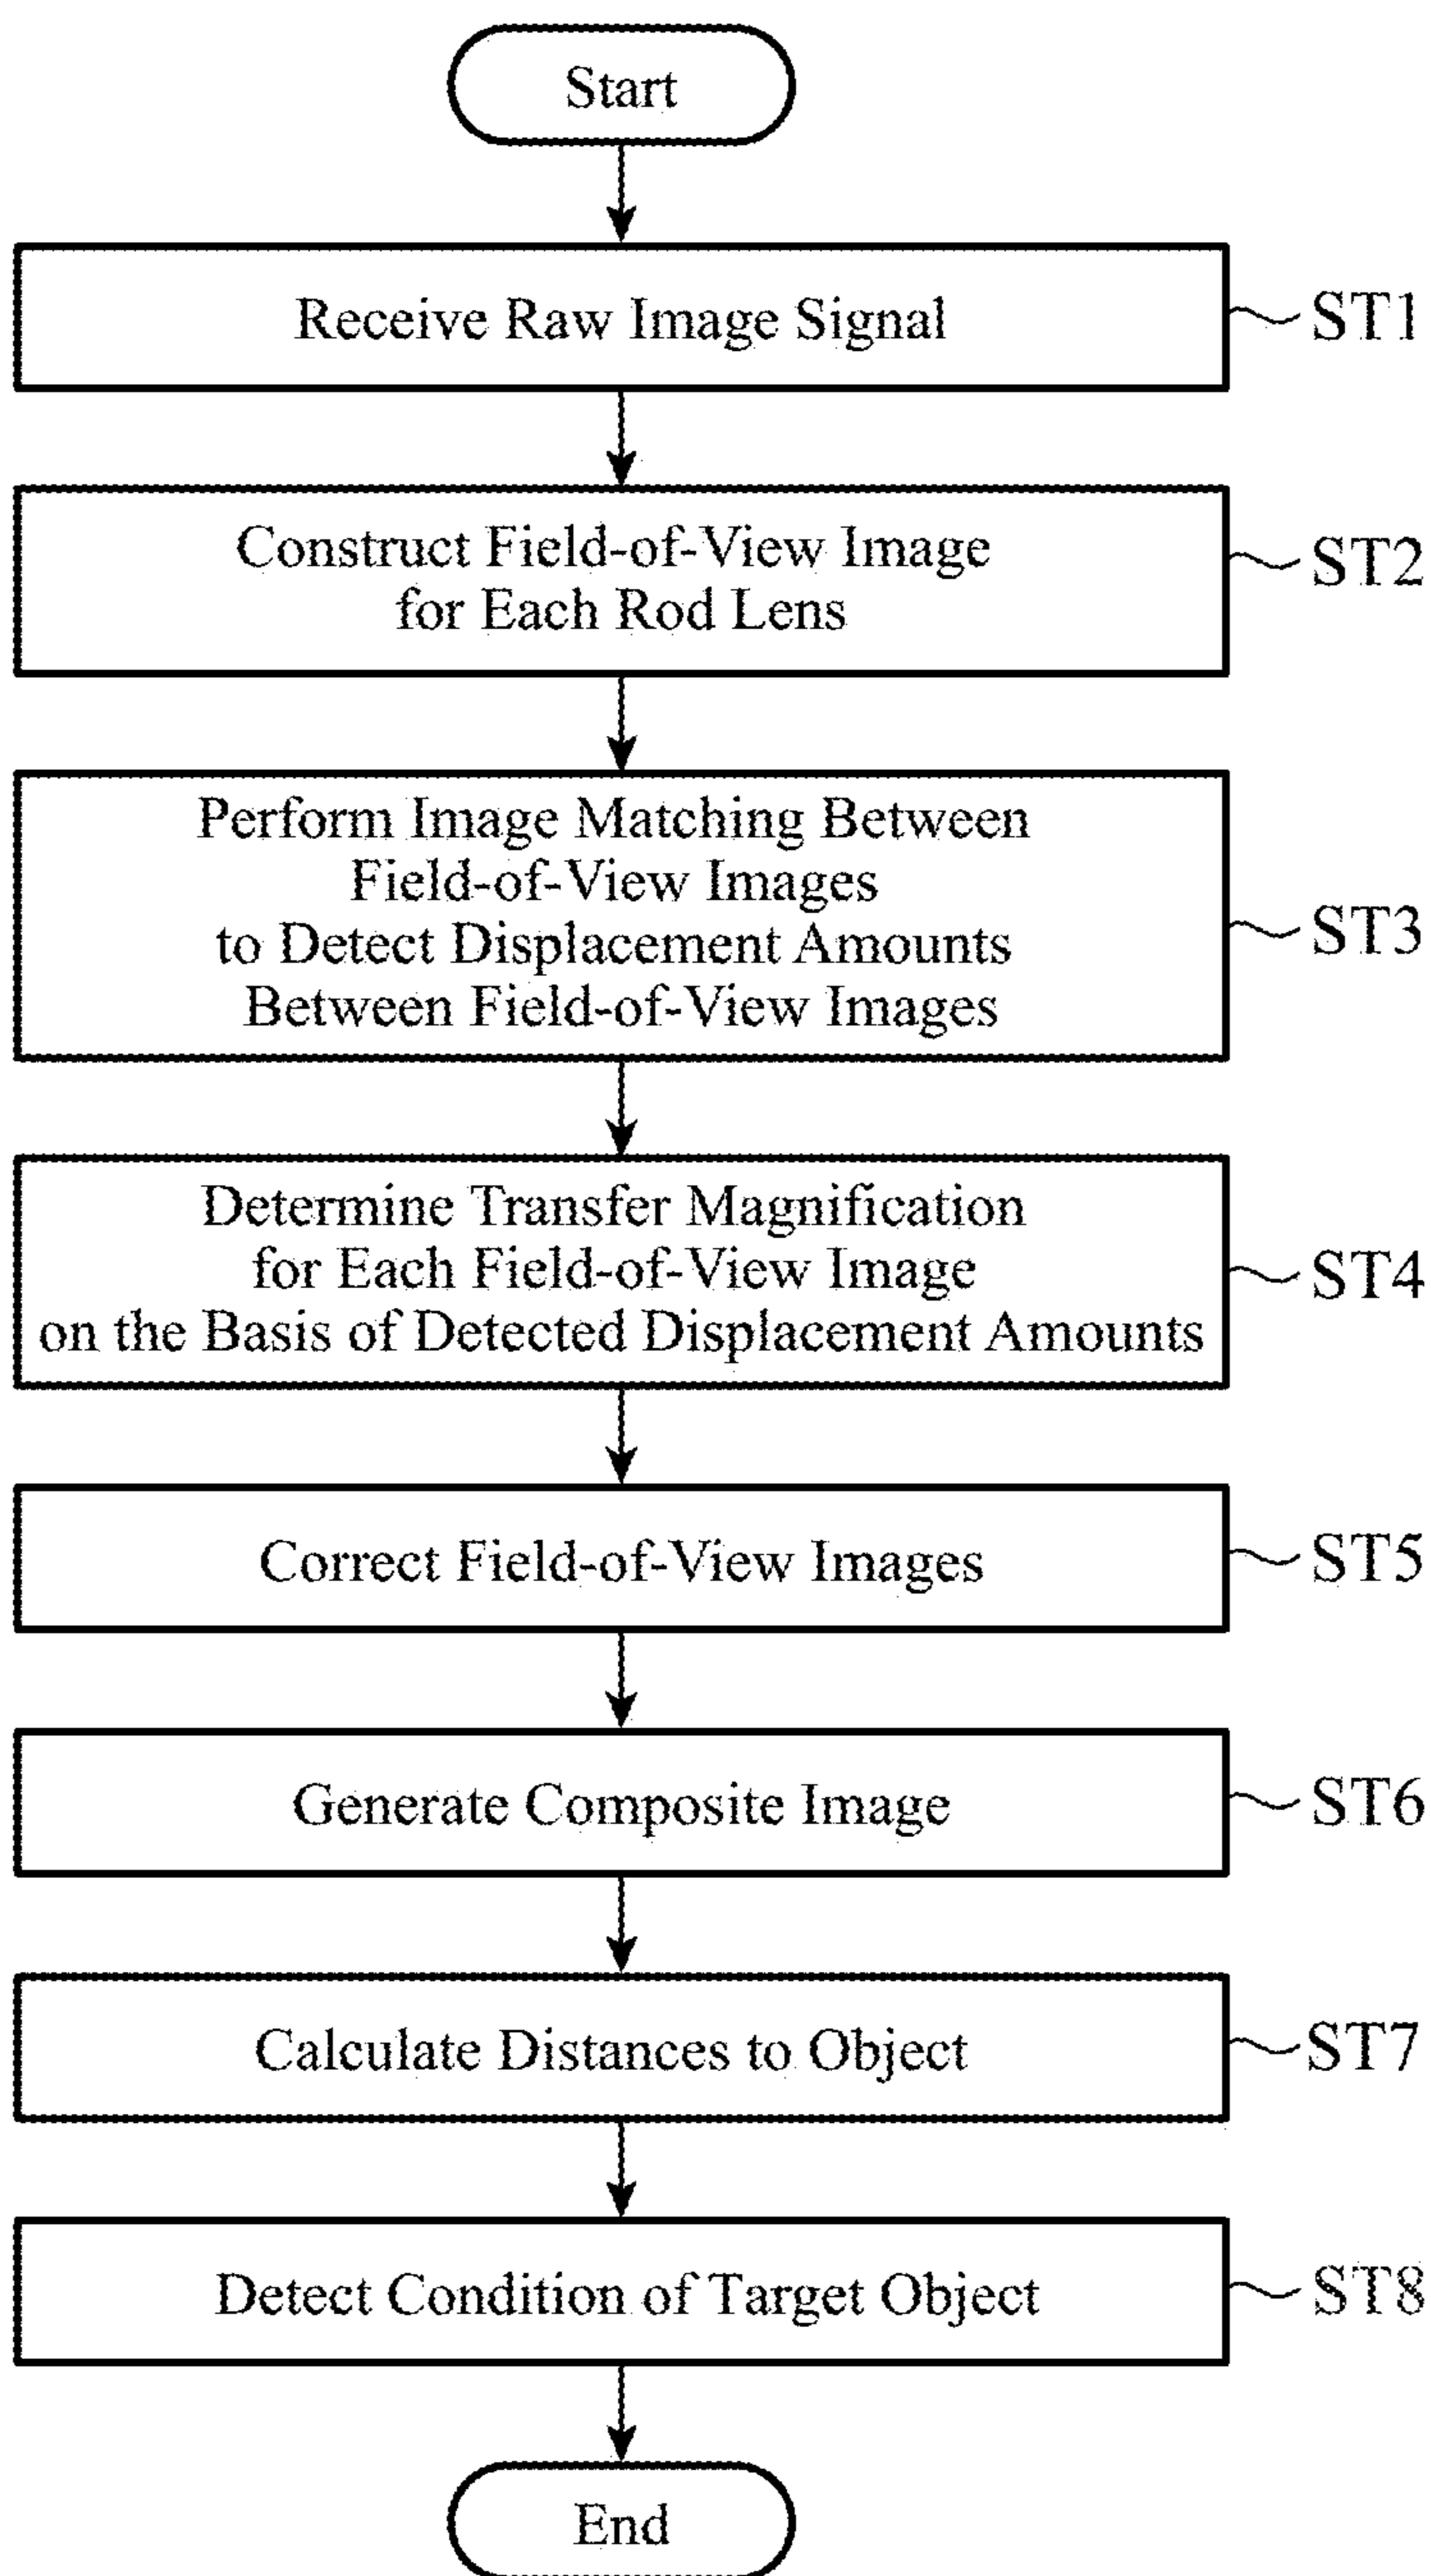 Start
Receive Raw Image Signal
ST1
Construct Field-of-View Image
for Each Rod Lens
ST2
Perform Image Matching Between
Field-of-View Images
to Detect Displacement Amounts
Between Field-of-View Images
ST3
Determine Transfer Magnification
for Each Field-of-View Image
on the Basis of Detected Displacement Amounts
ST4
Correct Field-of-View Images
ST5
Generate Composite Image
ST6
Calculate Distances to Object
ST7
Detect Condition of Target Object
ST8
End